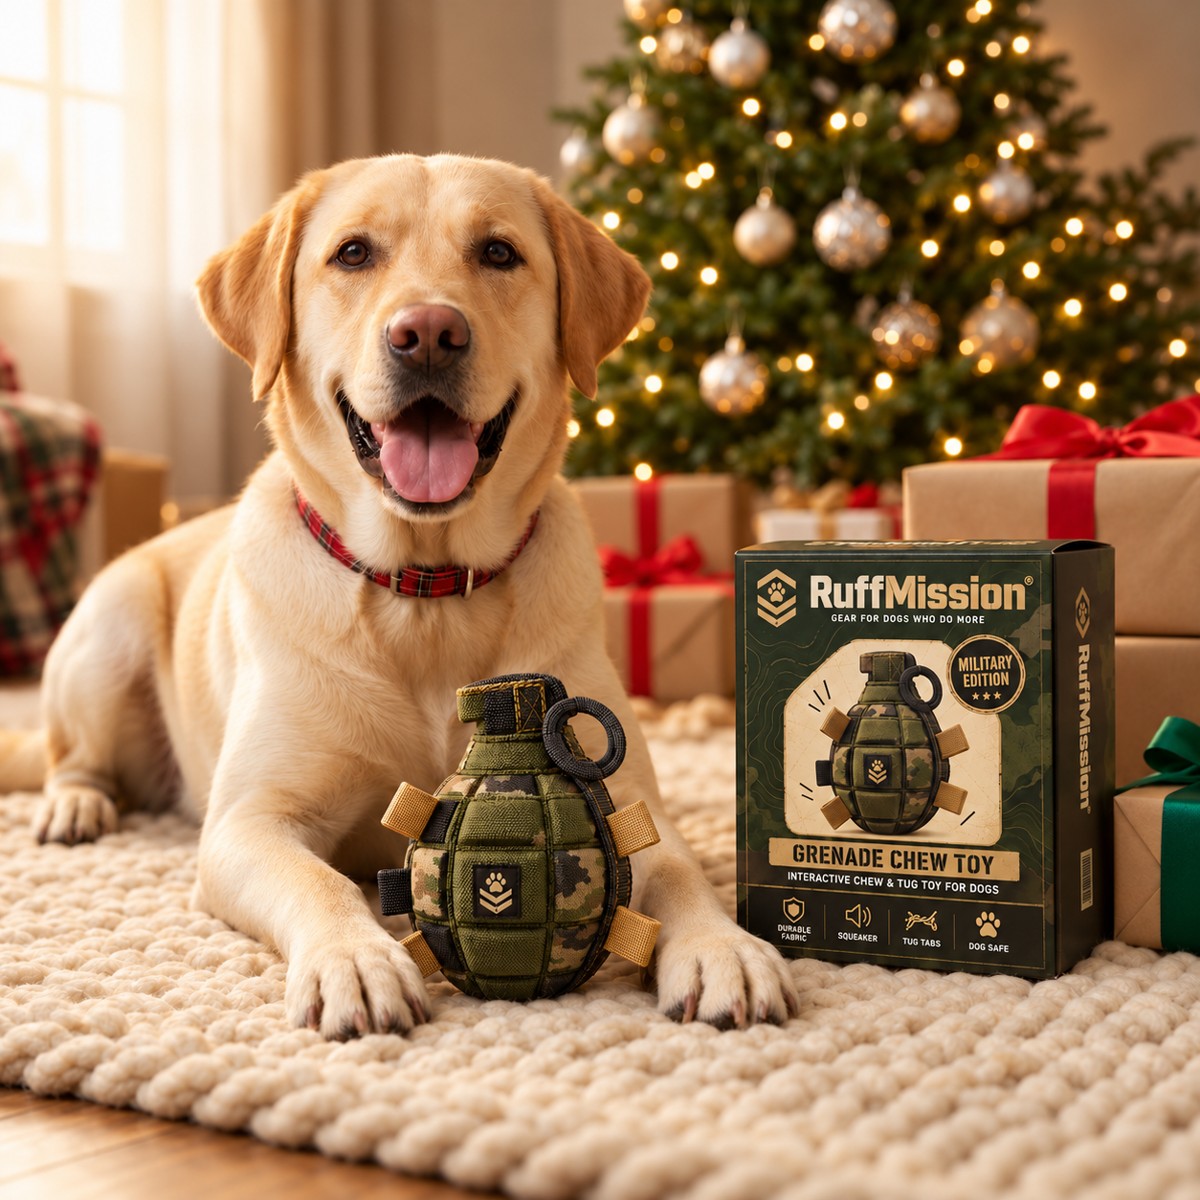 RuffMission®
GEAR FOR DOGS WHO DO MORE
MILITARY
EDITION
GRENADE CHEW TOY
INTERACTIVE CHEW & TUG TOY FOR DOGS
DURABLE
FABRIC
SQUEAKER
TUG TABS
DOG SAFE
RuffMission